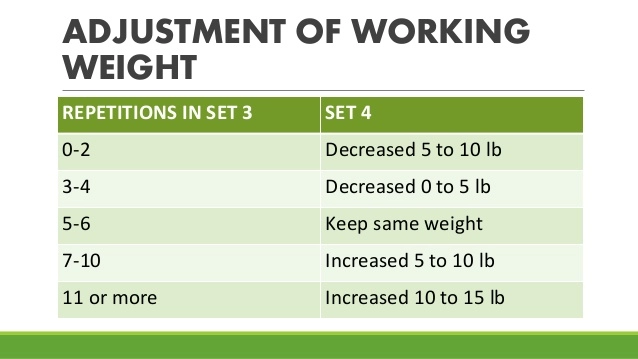 ADJUSTMENT OF WORKING
WEIGHT
REPETITIONS IN SET 3 SET 4
0-2 Decreased 5 to 10 lb
3-4 Decreased 0 to 5 lb
5-6 Keep same weight
7-10 Increased 5 to 10 lb
11 or more Increased 10 to 15 lb